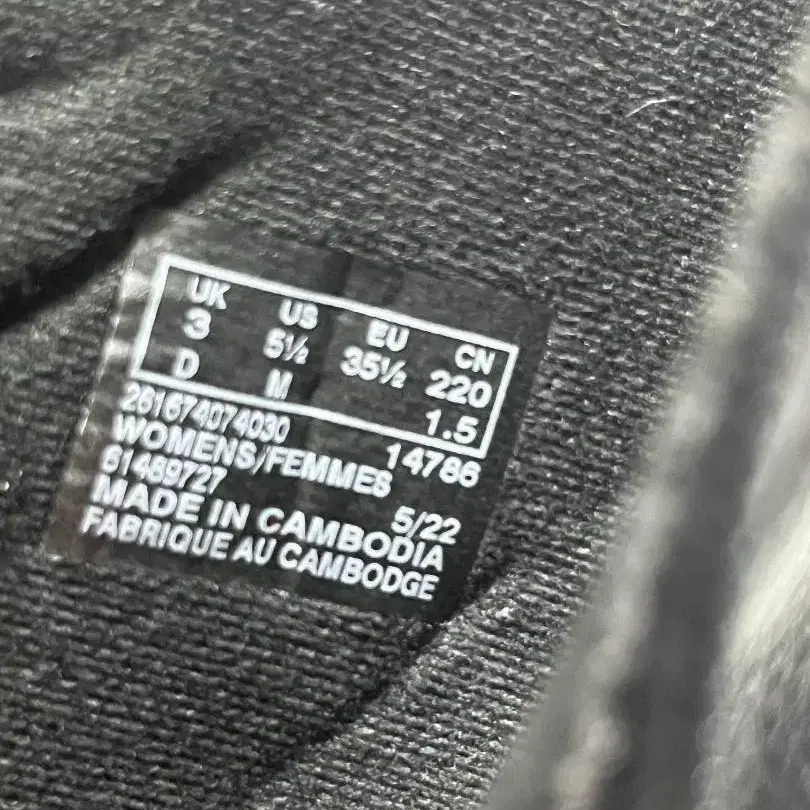 UK US EU CN
3 5½ 35½ 220
D M 1.5
261674074030 14786
WOMENS/FEMMES
61469727 5/22
MADE IN CAMBODIA
FABRIQUE AU CAMBODGE